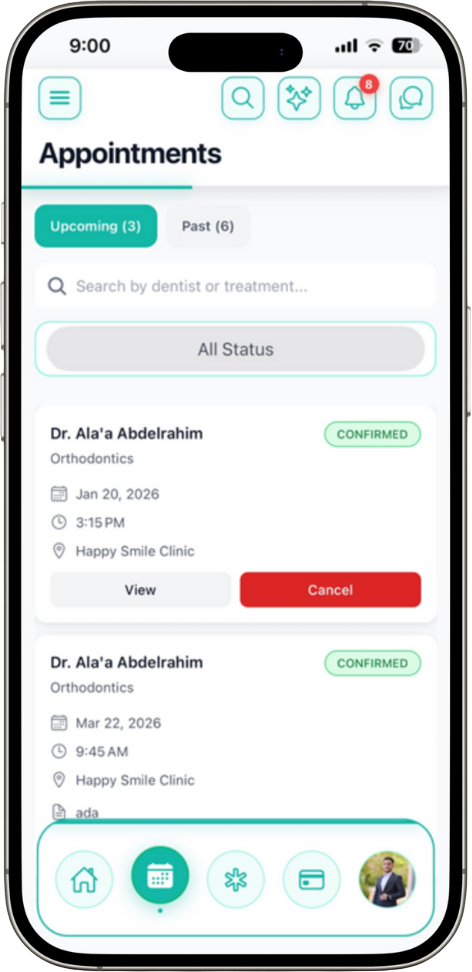 9:00
70
8
Appointments
Upcoming (3)
Past (6)
Search by dentist or treatment...
All Status
Dr. Ala'a Abdelrahim
CONFIRMED
Orthodontics
Jan 20, 2026
3:15 PM
Happy Smile Clinic
View
Cancel
Dr. Ala'a Abdelrahim
CONFIRMED
Orthodontics
Mar 22, 2026
9:45 AM
Happy Smile Clinic
ada